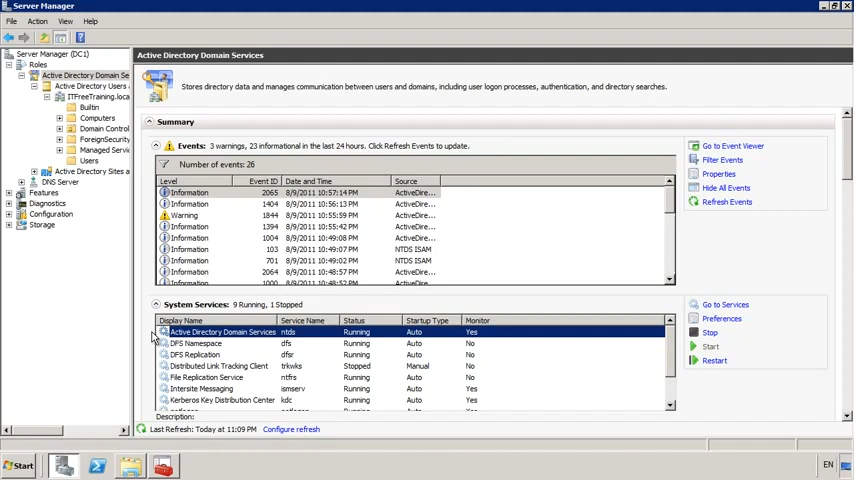 Server Manager
File Action View Help
Server Manager (DC1)
Roles
Active Directory Domain Se
Active Directory Users
ITFreeTraining.loca
Builtin
Computers
Domain Control
ForeignSecurity
Managed Servic
Users
Active Directory Sites a
DNS Server
Features
Diagnostics
Configuration
Storage
Active Directory Domain Services
Stores directory data and manages communication between users and domains, including user logon processes, authentication, and directory searches.
Summary
Events: 3 warnings, 23 informational in the last 24 hours. Click Refresh Events to update.
Number of events: 26
Level Event ID Date and Time Source
Information 2065 8/9/2011 10:57:14 PM ActiveDire...
Information 1404 8/9/2011 10:56:13 PM ActiveDire...
Warning 1844 8/9/2011 10:55:59 PM ActiveDire...
Information 1394 8/9/2011 10:55:42 PM ActiveDire...
Information 1004 8/9/2011 10:49:08 PM ActiveDire...
Information 103 8/9/2011 10:49:07 PM NTDS ISAM
Information 701 8/9/2011 10:49:02 PM NTDS ISAM
Information 2064 8/9/2011 10:48:57 PM ActiveDire...
Information 1000 8/9/2011 10:48:52 PM ActiveDire...
Go to Event Viewer
Filter Events
Properties
Hide All Events
Refresh Events
System Services: 9 Running, 1 Stopped
Display Name Service Name Status Startup Type Monitor
Active Directory Domain Services ntds Running Auto Yes
DFS Namespace dfs Running Auto No
DFS Replication dfsr Running Auto No
Distributed Link Tracking Client trkwks Stopped Manual No
File Replication Service ntfrs Running Auto No
Intersite Messaging ismserv Running Auto Yes
Kerberos Key Distribution Center kdc Running Auto Yes
Go to Services
Preferences
Stop
Start
Restart
Description:
Last Refresh: Today at 11:09 PM Configure refresh
Start
EN